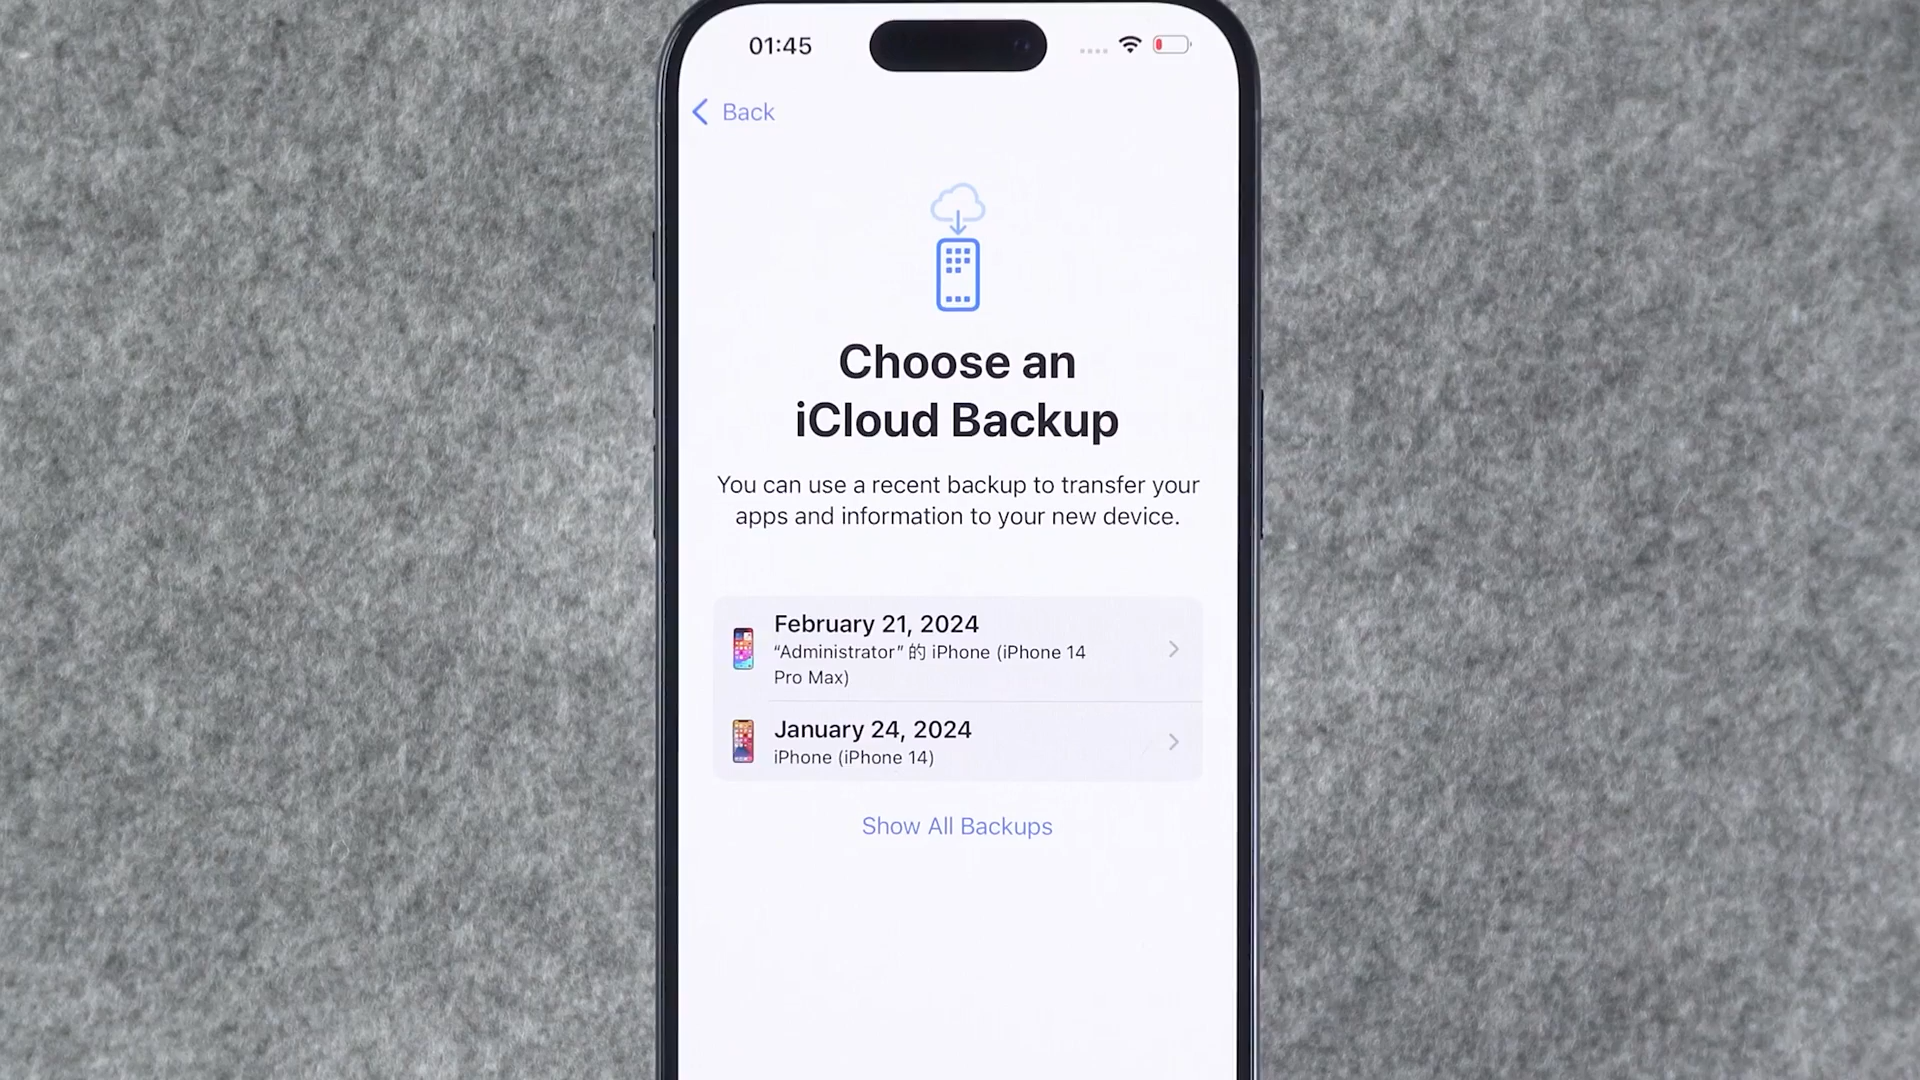 01:45
Back
Choose an
iCloud Backup
You can use a recent backup to transfer your
apps and information to your new device.
February 21, 2024
“Administrator” 的 iPhone (iPhone 14
Pro Max)
January 24, 2024
iPhone (iPhone 14)
Show All Backups